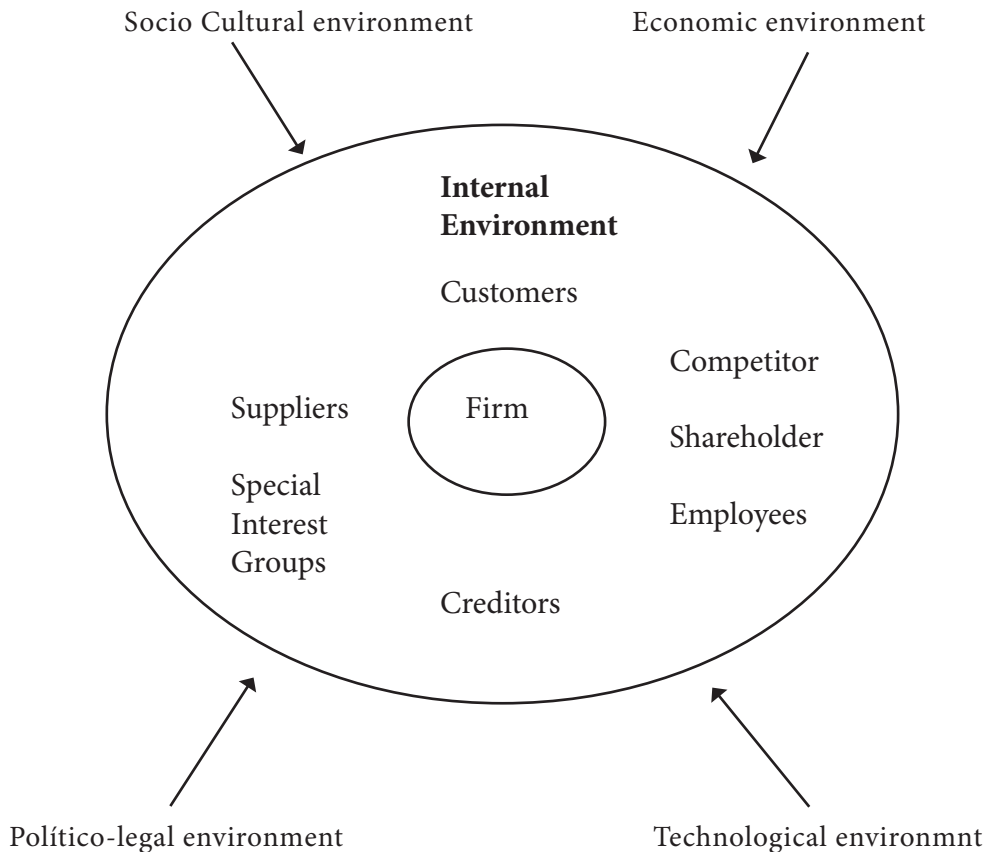 Socio Cultural environment
Economic environment
Internal
Environment
Customers
Competitor
Suppliers
Firm
Shareholder
Special
Interest
Groups
Employees
Creditors
Político-legal environment
Technological environmnt